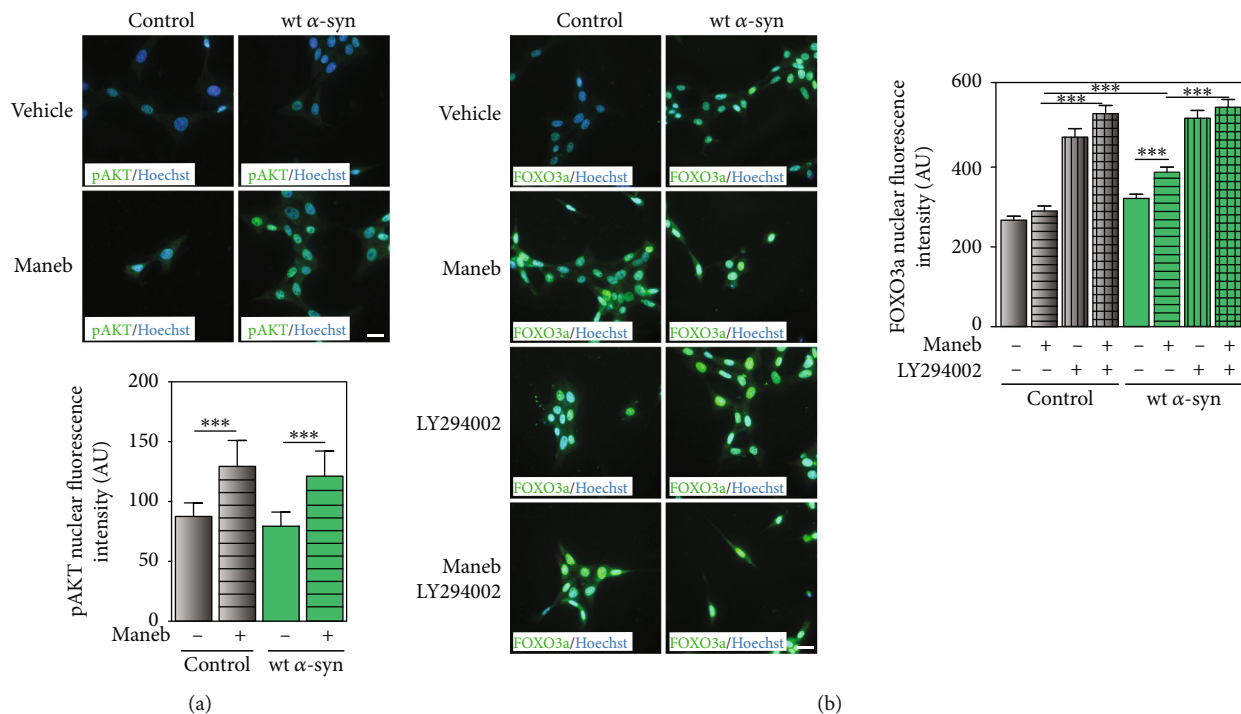 Control wt α-syn
Vehicle
pAKT/Hoechst pAKT/Hoechst
Maneb
pAKT/Hoechst pAKT/Hoechst
200
150
100
50
0
pAKT nuclear fluorescence
intensity (AU)
*** ***
Maneb – + – +
Control wt α-syn
(a)
Control wt α-syn
Vehicle
FOXO3a/Hoechst FOXO3a/Hoechst
Maneb
FOXO3a/Hoechst FOXO3a/Hoechst
LY294002
FOXO3a/Hoechst FOXO3a/Hoechst
Maneb
LY294002
FOXO3a/Hoechst FOXO3a/Hoechst
600
400
200
0
FOXO3a nuclear fluorescence
intensity (AU)
***
*** ***
***
Maneb – + – + – + – +
LY294002 – – + + – – + +
Control wt α-syn
(b)